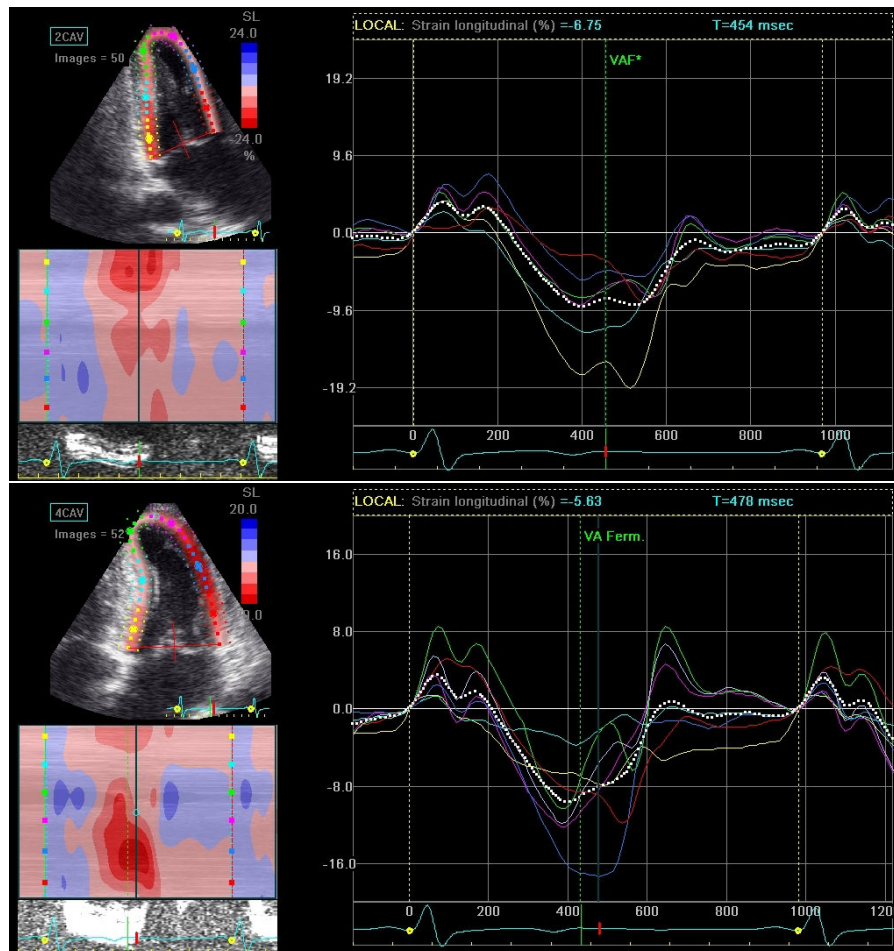 2CAV
Images = 50
SL
24.0
-24.0
%
LOCAL: Strain longitudinal (%) =-6.75 T=454 msec
VAF*
19.2
9.6
0.0
-9.6
-19.2
0 200 400 600 800 1000
4CAV
Images = 52
SL
20.0
LOCAL: Strain longitudinal (%) =-5.63 T=478 msec
VA Ferm.
16.0
8.0
0.0
-8.0
-16.0
0 200 400 600 800 1000 1200